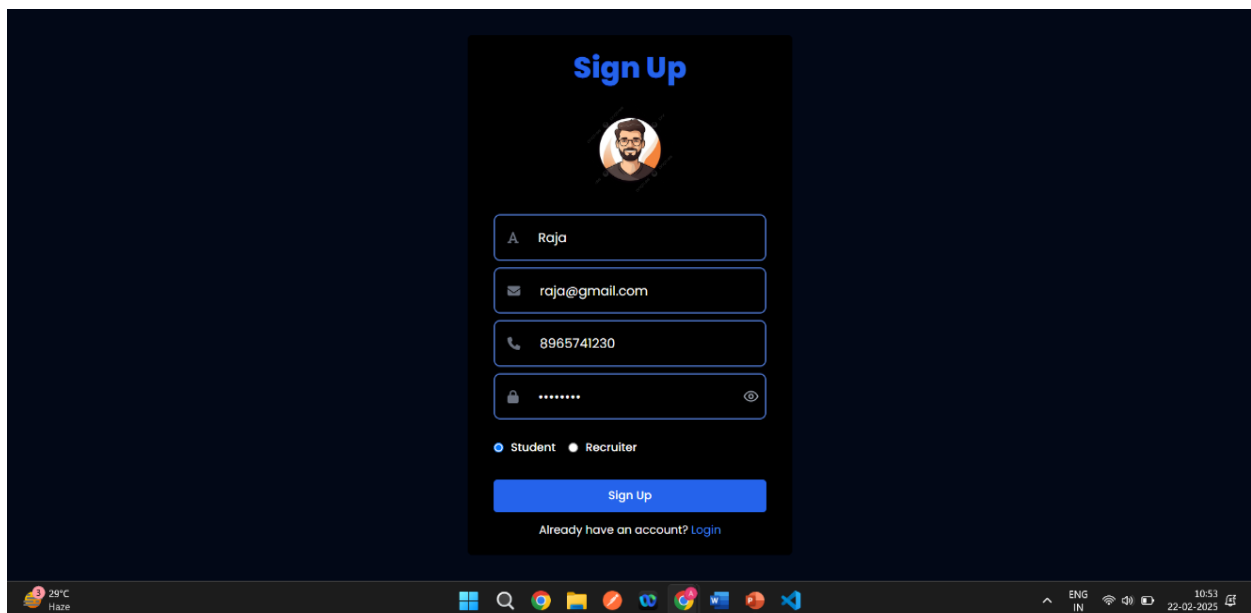 Sign Up
A Raja
raja@gmail.com
8965741230
••••••••
Student Recruiter
Sign Up
Already have an account? Login
3 29°C
Haze
ENG
IN
10:53
22-02-2025